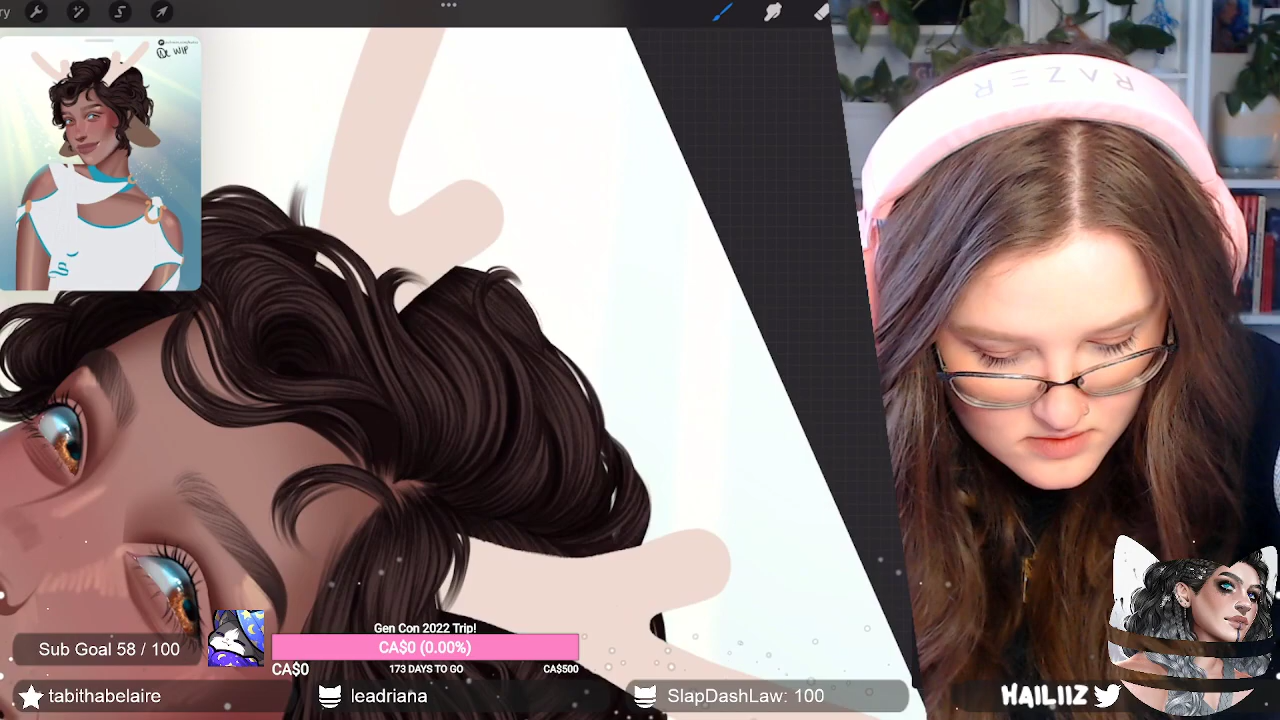 ry
WIP
RAZER
Sub Goal 58 / 100
Gen Con 2022 Trip!
CA$0 (0.00%)
CA$0
173 DAYS TO GO
CA$500
tabithabelaire
leadriana
SlapDashLaw: 100
HAILIIZ